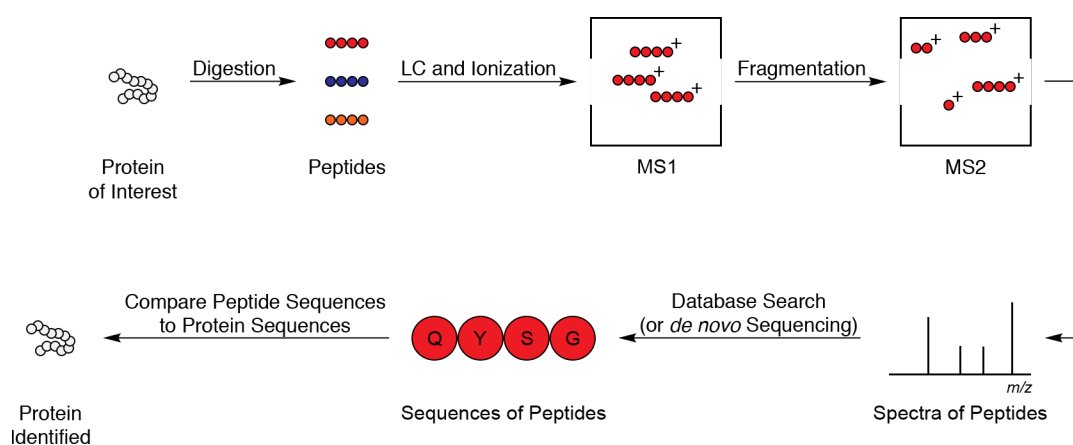 Digestion
LC and Ionization
Fragmentation
+
+
+
+
+
+
+
Protein
of Interest
Peptides
MS1
MS2
Compare Peptide Sequences
to Protein Sequences
Q Y S G
Database Search
(or de novo Sequencing)
m/z
Protein
Identified
Sequences of Peptides
Spectra of Peptides